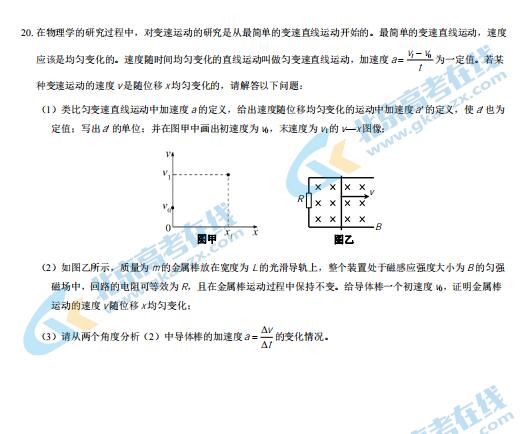 20. 在物理学的研究过程中，对变速运动的研究是从最简单的变速直线运动开始的。最简单的变速直线运动，速度
应该是均匀变化的。速度随时间均匀变化的直线运动叫做匀变速直线运动，加速度 a = (vₜ − v₀)/t 为一定值。若某
种变速运动的速度 v 是随位移 x 均匀变化的，请解答以下问题：
（1）类比匀变速直线运动中加速度 a 的定义，给出速度随位移均匀变化的运动中加速度 a' 的定义，使 a' 也为
定值；写出 a' 的单位；并在图甲中画出初速度为 v₀，末速度为 v₁的 v—x 图像；
v
v₁
v₀
0
x₁
x
图甲
R
v
B
图乙
（2）如图乙所示，质量为 m 的金属棒放在宽度为 L 的光滑导轨上，整个装置处于磁感应强度大小为 B 的匀强
磁场中，回路的电阻可等效为 R，且在金属棒运动过程中保持不变。给导体棒一个初速度 v₀，证明金属棒
运动的速度 v 随位移 x 均匀变化；
（3）请从两个角度分析（2）中导体棒的加速度 a = Δv/Δt 的变化情况。
北京高考在线
www.gkaozx.com